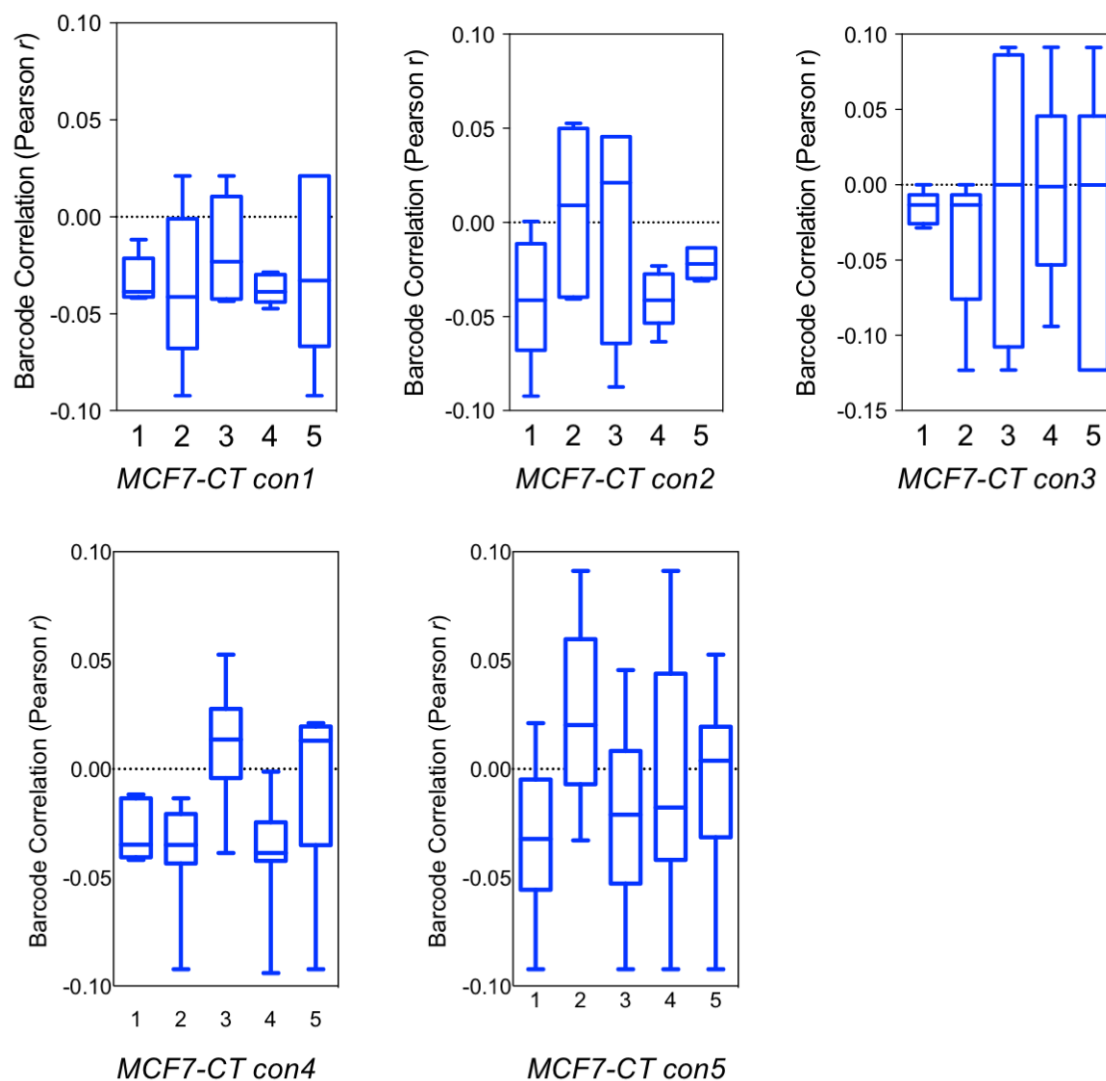 Barcode Correlation (Pearson r)
0.10
0.05
0.00
-0.05
-0.10
1 2 3 4 5
MCF7-CT con1
Barcode Correlation (Pearson r)
0.10
0.05
0.00
-0.05
-0.10
1 2 3 4 5
MCF7-CT con2
Barcode Correlation (Pearson r)
0.10
0.05
0.00
-0.05
-0.10
-0.15
1 2 3 4 5
MCF7-CT con3
Barcode Correlation (Pearson r)
0.10
0.05
0.00
-0.05
-0.10
1 2 3 4 5
MCF7-CT con4
Barcode Correlation (Pearson r)
0.10
0.05
0.00
-0.05
-0.10
1 2 3 4 5
MCF7-CT con5